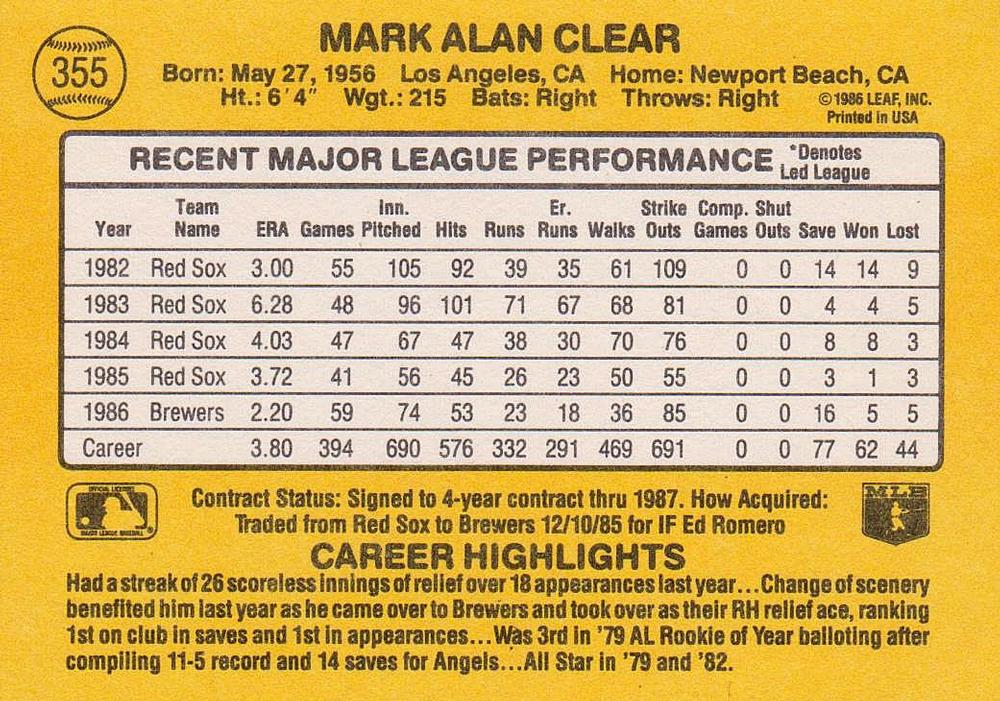 355
MARK ALAN CLEAR
Born: May 27, 1956 Los Angeles, CA Home: Newport Beach, CA
Ht.: 6'4" Wgt.: 215 Bats: Right Throws: Right
©1986 LEAF, INC.
Printed in USA
RECENT MAJOR LEAGUE PERFORMANCE *Denotes
Led League
Year Team Name ERA Games Inn. Pitched Hits Runs Er. Runs Walks Strike Outs Comp. Games Shut Outs Save Won Lost
1982 Red Sox 3.00 55 105 92 39 35 61 109 0 0 14 14 9
1983 Red Sox 6.28 48 96 101 71 67 68 81 0 0 4 4 5
1984 Red Sox 4.03 47 67 47 38 30 70 76 0 0 8 8 3
1985 Red Sox 3.72 41 56 45 26 23 50 55 0 0 3 1 3
1986 Brewers 2.20 59 74 53 23 18 36 85 0 0 16 5 5
Career 3.80 394 690 576 332 291 469 691 0 0 77 62 44
Contract Status: Signed to 4-year contract thru 1987. How Acquired:
Traded from Red Sox to Brewers 12/10/85 for IF Ed Romero
MLB
CAREER HIGHLIGHTS
Had a streak of 26 scoreless innings of relief over 18 appearances last year...Change of scenery
benefited him last year as he came over to Brewers and took over as their RH relief ace, ranking
1st on club in saves and 1st in appearances...Was 3rd in '79 AL Rookie of Year balloting after
compiling 11-5 record and 14 saves for Angels...All Star in '79 and '82.